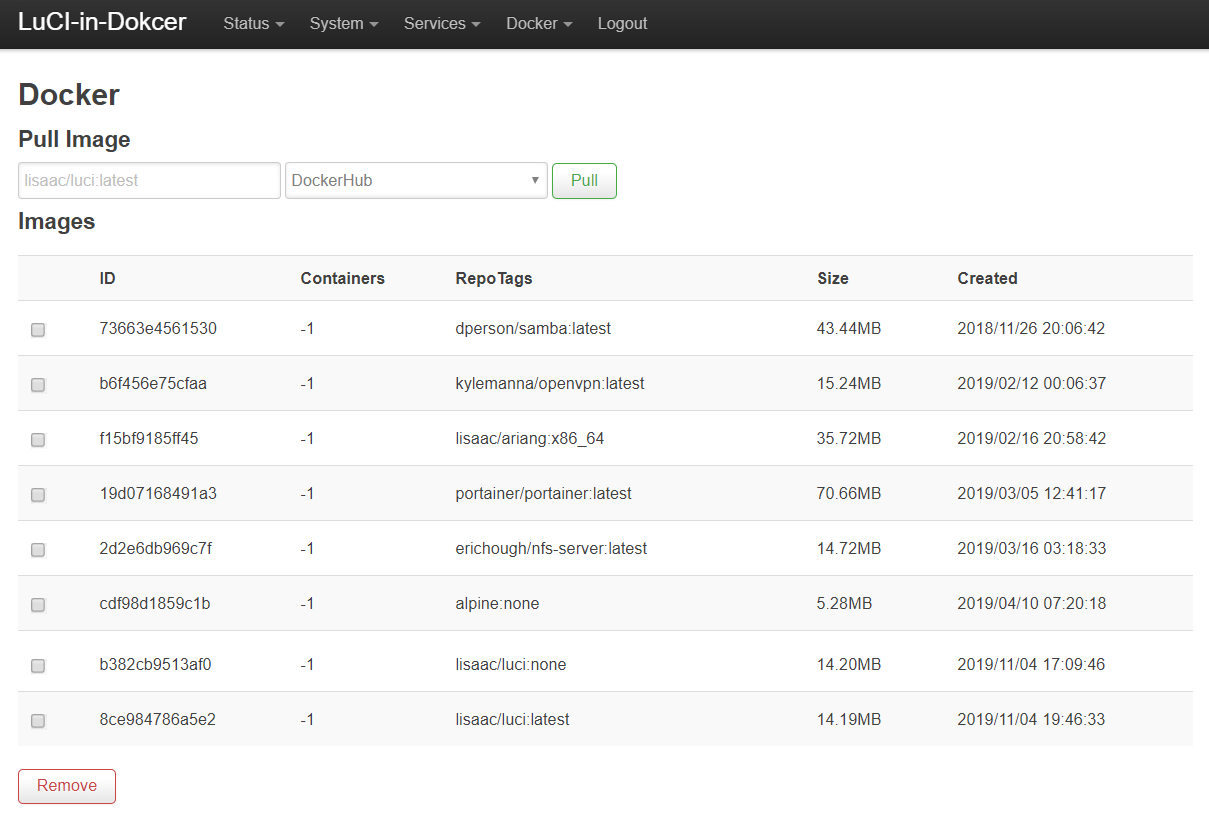 LuCI-in-Dokcer Status System Services Docker Logout
Docker
Pull Image
lisaac/luci:latest DockerHub Pull
Images
ID Containers RepoTags Size Created
73663e4561530 -1 dperson/samba:latest 43.44MB 2018/11/26 20:06:42
b6f456e75cfaa -1 kylemanna/openvpn:latest 15.24MB 2019/02/12 00:06:37
f15bf9185ff45 -1 lisaac/ariang:x86_64 35.72MB 2019/02/16 20:58:42
19d07168491a3 -1 portainer/portainer:latest 70.66MB 2019/03/05 12:41:17
2d2e6db969c7f -1 erichough/nfs-server:latest 14.72MB 2019/03/16 03:18:33
cdf98d1859c1b -1 alpine:none 5.28MB 2019/04/10 07:20:18
b382cb9513af0 -1 lisaac/luci:none 14.20MB 2019/11/04 17:09:46
8ce984786a5e2 -1 lisaac/luci:latest 14.19MB 2019/11/04 19:46:33
Remove